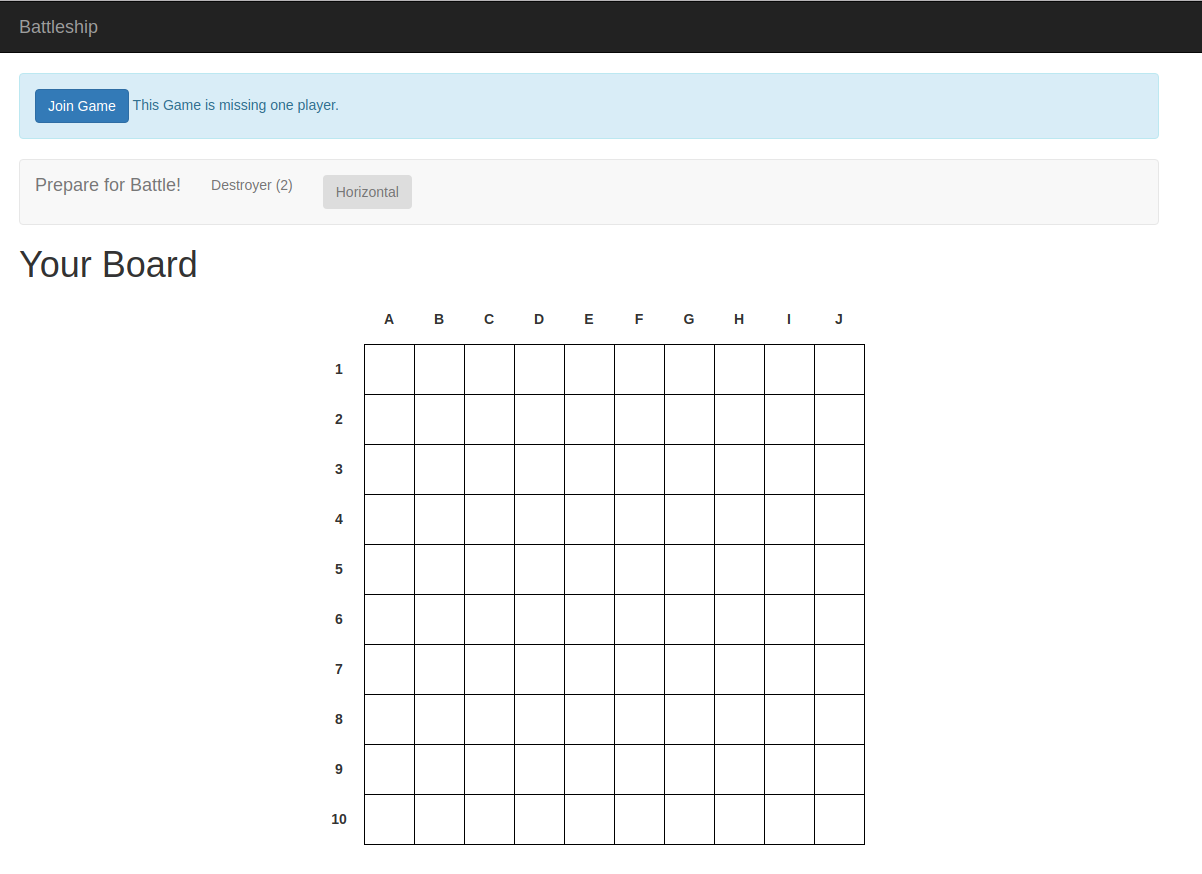 Battleship
Join Game This Game is missing one player.
Prepare for Battle! Destroyer (2) Horizontal
Your Board
A B C D E F G H I J
1
2
3
4
5
6
7
8
9
10